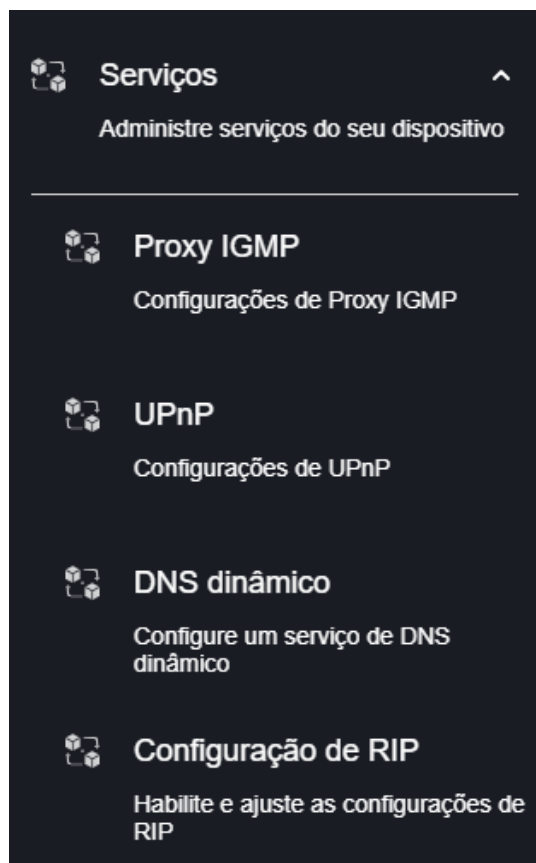 Serviços
Administre serviços do seu dispositivo
Proxy IGMP
Configurações de Proxy IGMP
UPnP
Configurações de UPnP
DNS dinâmico
Configure um serviço de DNS
dinâmico
Configuração de RIP
Habilite e ajuste as configurações de
RIP